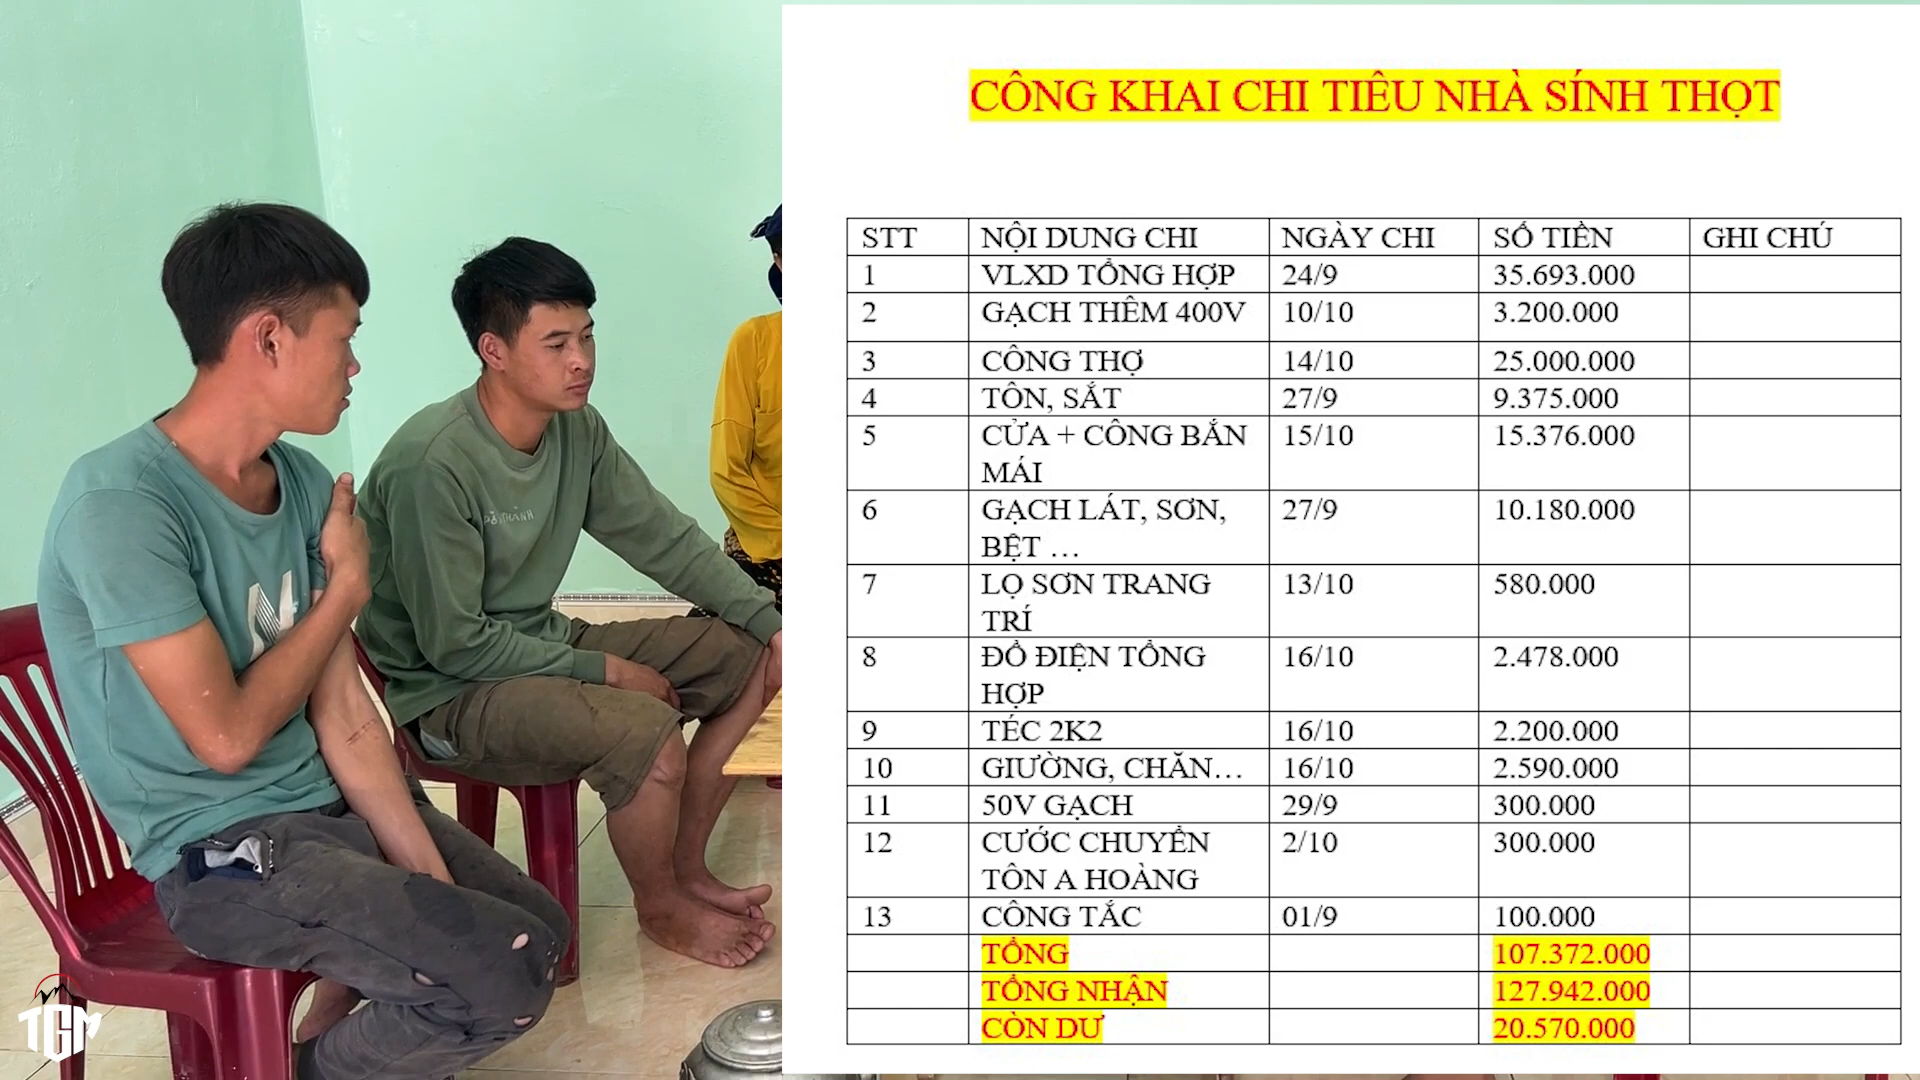 CÔNG KHAI CHI TIÊU NHÀ SÍNH THỌT
STT NỘI DUNG CHI NGÀY CHI SỐ TIỀN GHI CHÚ
1 VLXD TỔNG HỢP 24/9 35.693.000
2 GẠCH THÊM 400V 10/10 3.200.000
3 CÔNG THỢ 14/10 25.000.000
4 TÔN, SẮT 27/9 9.375.000
5 CỬA + CÔNG BẮN 15/10 15.376.000
MÁI
6 GẠCH LÁT, SƠN, 27/9 10.180.000
BỆT …
7 LỌ SƠN TRANG 13/10 580.000
TRÍ
8 ĐỒ ĐIỆN TỔNG 16/10 2.478.000
HỢP
9 TÉC 2K2 16/10 2.200.000
10 GIƯỜNG, CHĂN… 16/10 2.590.000
11 50V GẠCH 29/9 300.000
12 CƯỚC CHUYỂN 2/10 300.000
TÔN A HOÀNG
13 CÔNG TẮC 01/9 100.000
TỔNG 107.372.000
TỔNG NHẬN 127.942.000
CÒN DƯ 20.570.000
TGM